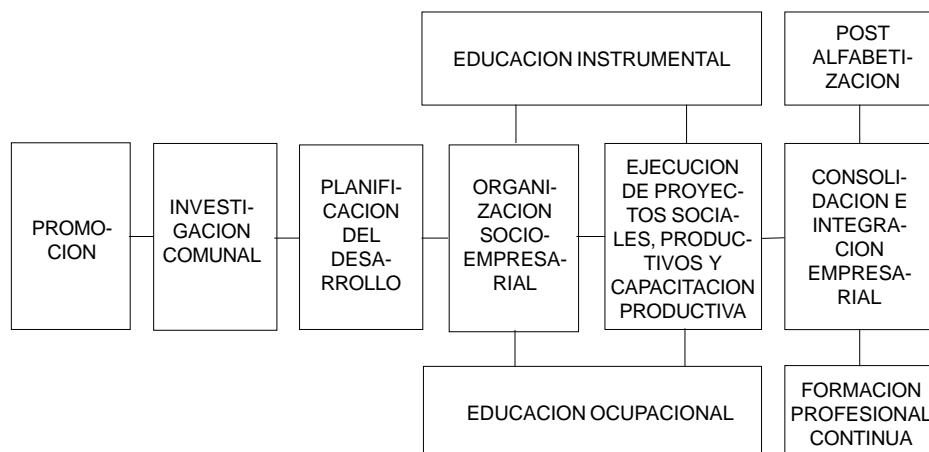 EDUCACION INSTRUMENTAL
POST
ALFABETI-
ZACION
PROMO-
CION
INVESTI-
GACION
COMUNAL
PLANIFI-
CACION
DEL
DESA-
RROLLO
ORGANI-
ZACION
SOCIO-
EMPRESA-
RIAL
EJECUCION
DE PROYEC-
TOS SOCIA-
LES, PRODUC-
TIVOS Y
CAPACITACION
PRODUCTIVA
CONSOLI-
DACION E
INTEGRA-
CION
EMPRESA-
RIAL
EDUCACION OCUPACIONAL
FORMACION
PROFESIONAL
CONTINUA